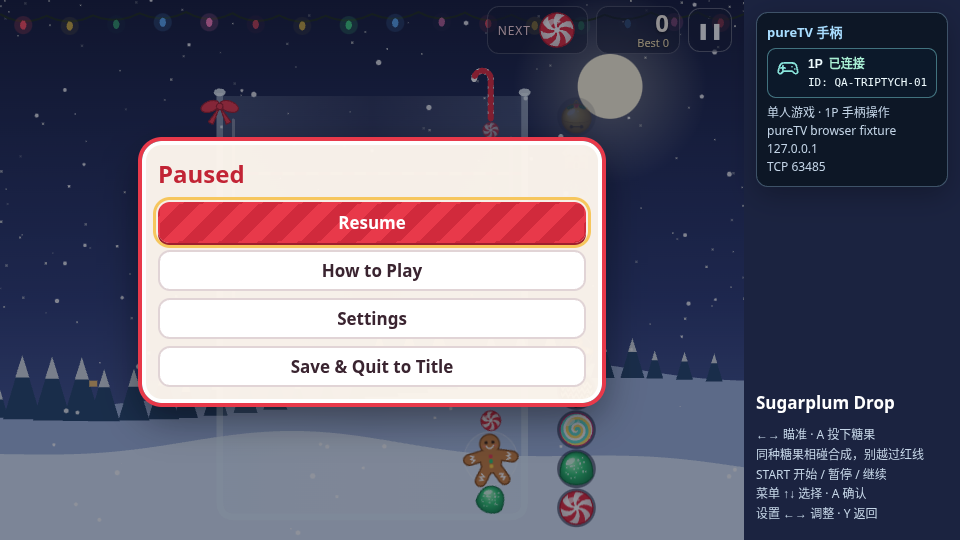 NEXT
0
Best 0
Paused
Resume
How to Play
Settings
Save & Quit to Title
pureTV 手柄
1P 已连接
ID: QA-TRIPTYCH-01
单人游戏 · 1P 手柄操作
pureTV browser fixture
127.0.0.1
TCP 63485
Sugarplum Drop
←→ 瞄准 · A 投下糖果
同种糖果相碰合成，别越过红线
START 开始 / 暂停 / 继续
菜单 ↑↓ 选择 · A 确认
设置 ←→ 调整 · Y 返回